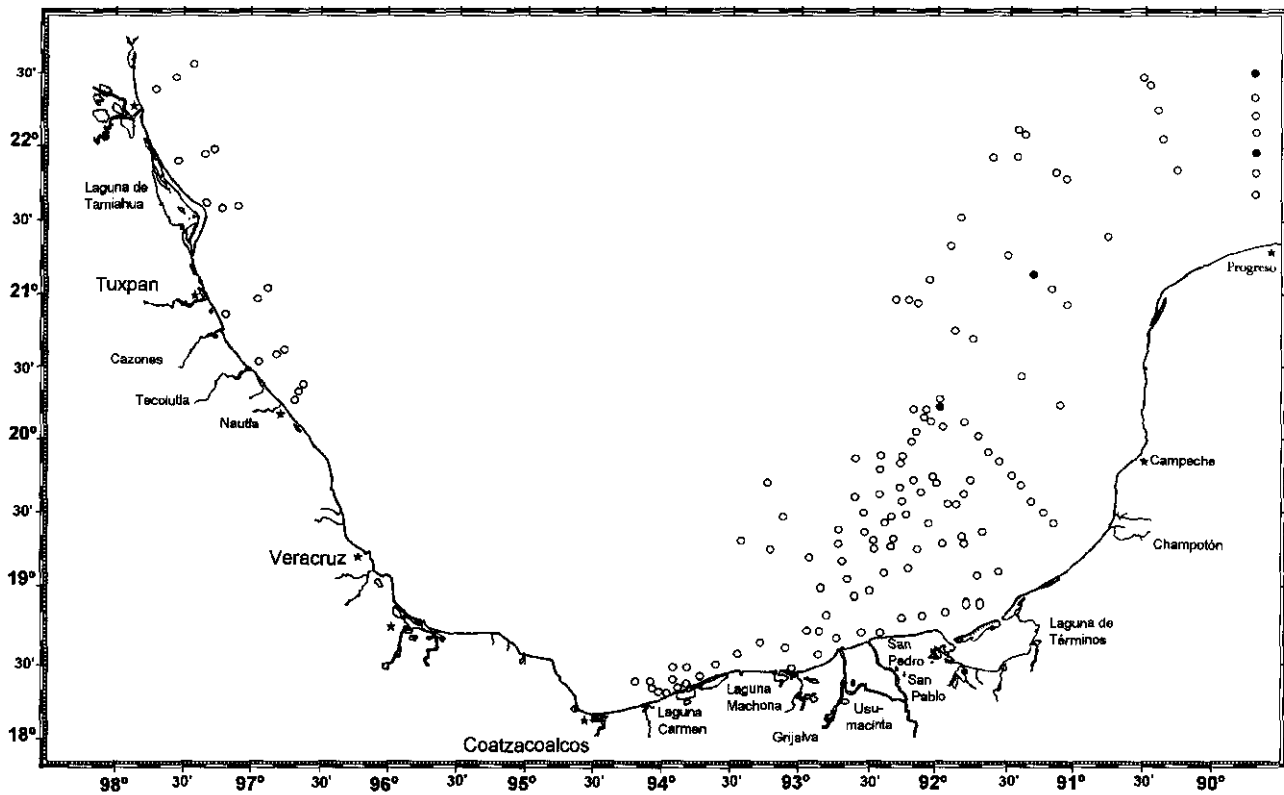 30'
22º
30'
21º
30'
20º
30'
19º
30'
18º
Laguna de
Tamiahua
Tuxpan
Cazones
Tecolutla
Nautla
Veracruz
Coatzacoalcos
Laguna
Carmen
Laguna
Machona
Grijalva
Usu-
macinta
San
Pedro
San
Pablo
Laguna de
Términos
Champotón
Campeche
Progreso
98º
30'
97º
30'
96º
30'
95º
30'
94º
30'
93º
30'
92º
30'
91º
30'
90º